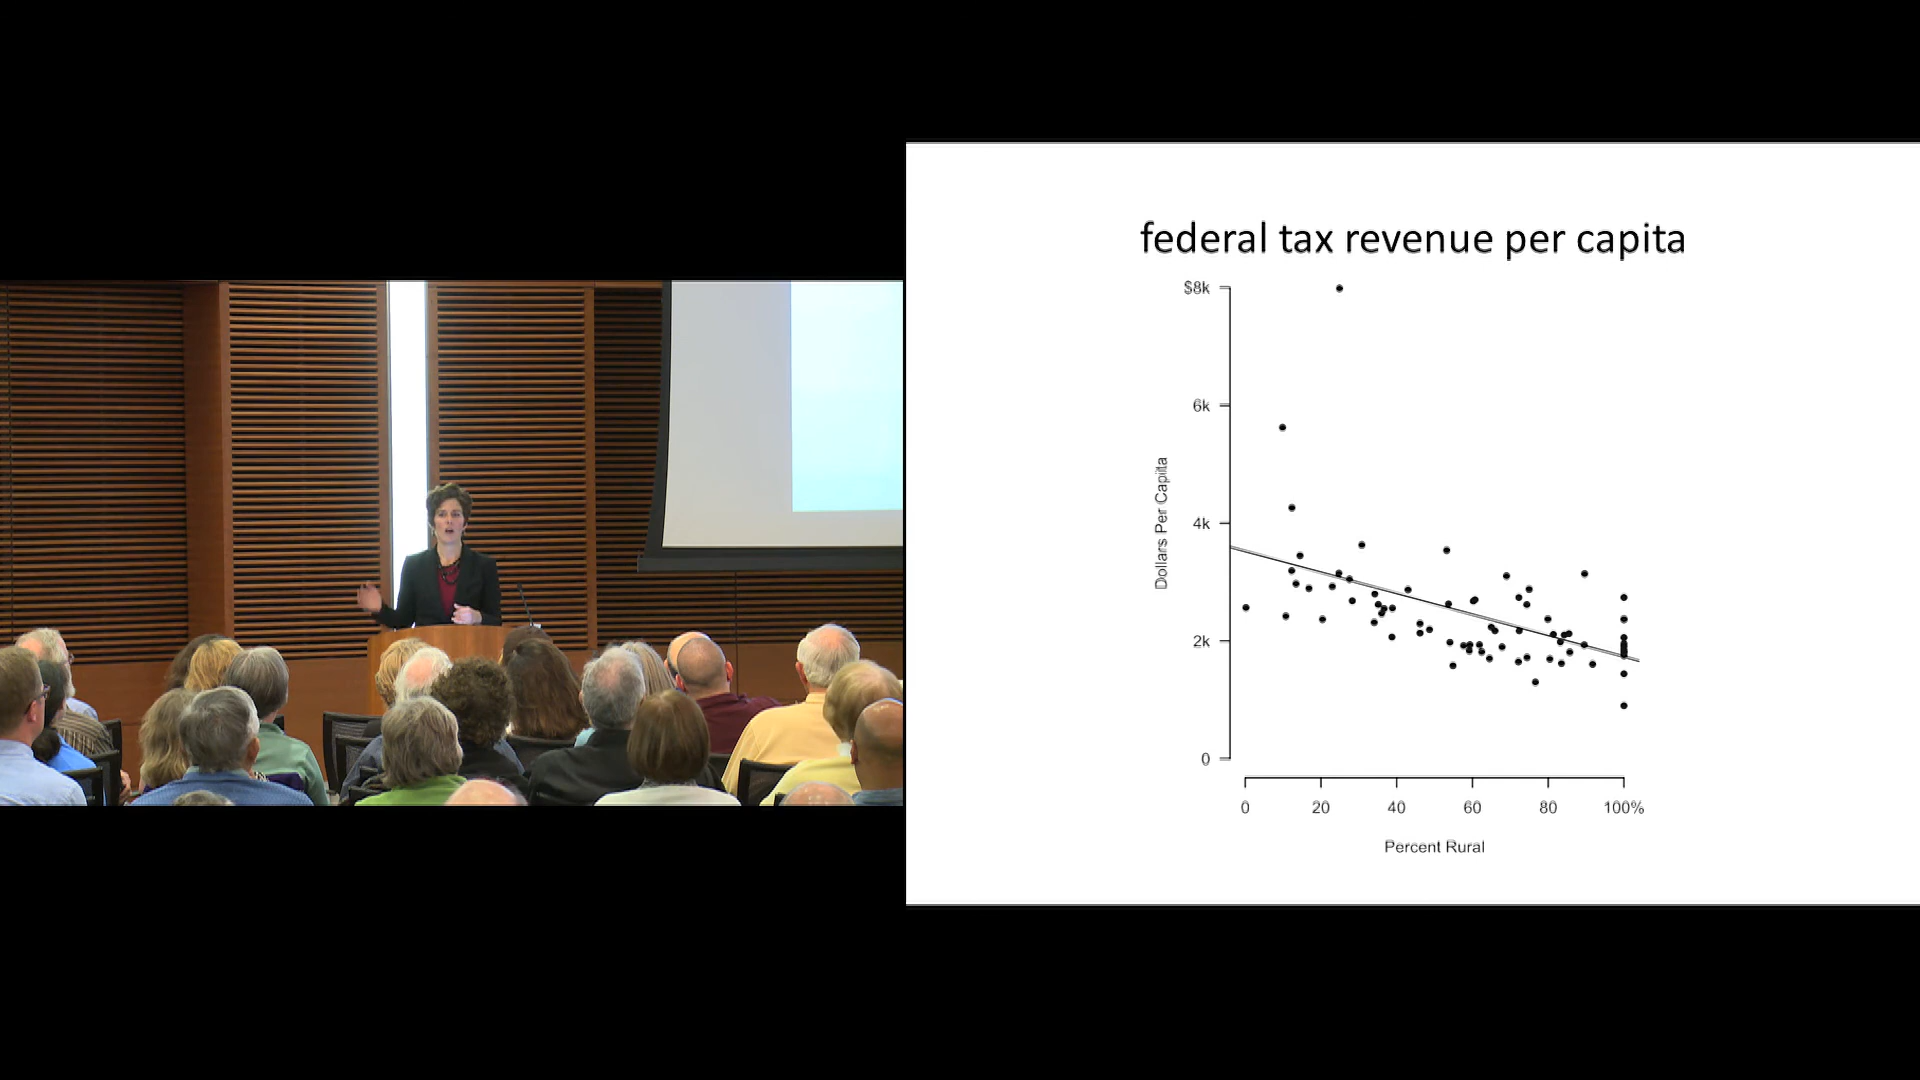 federal tax revenue per capita
$8k
6k
4k
2k
0
Dollars Per Capita
0 20 40 60 80 100%
Percent Rural